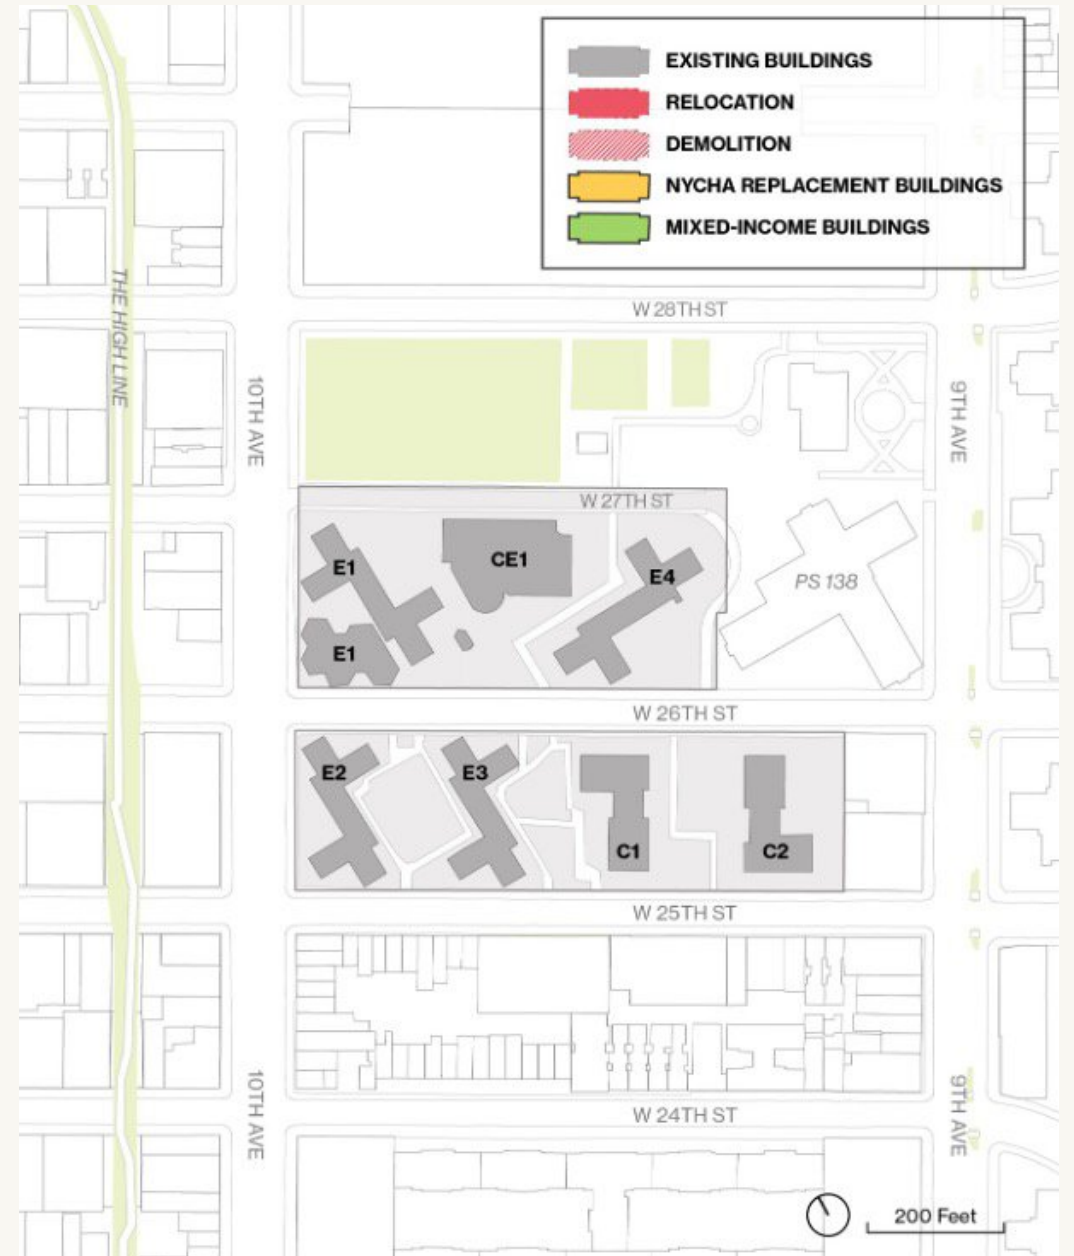 EXISTING BUILDINGS
RELOCATION
DEMOLITION
NYCHA REPLACEMENT BUILDINGS
MIXED-INCOME BUILDINGS
THE HIGH LINE
W 28TH ST
10TH AVE
9TH AVE
W 27TH ST
E1
CE1
E4
PS 138
E1
W 26TH ST
E2
E3
C1
C2
W 25TH ST
10TH AVE
9TH AVE
W 24TH ST
200 Feet